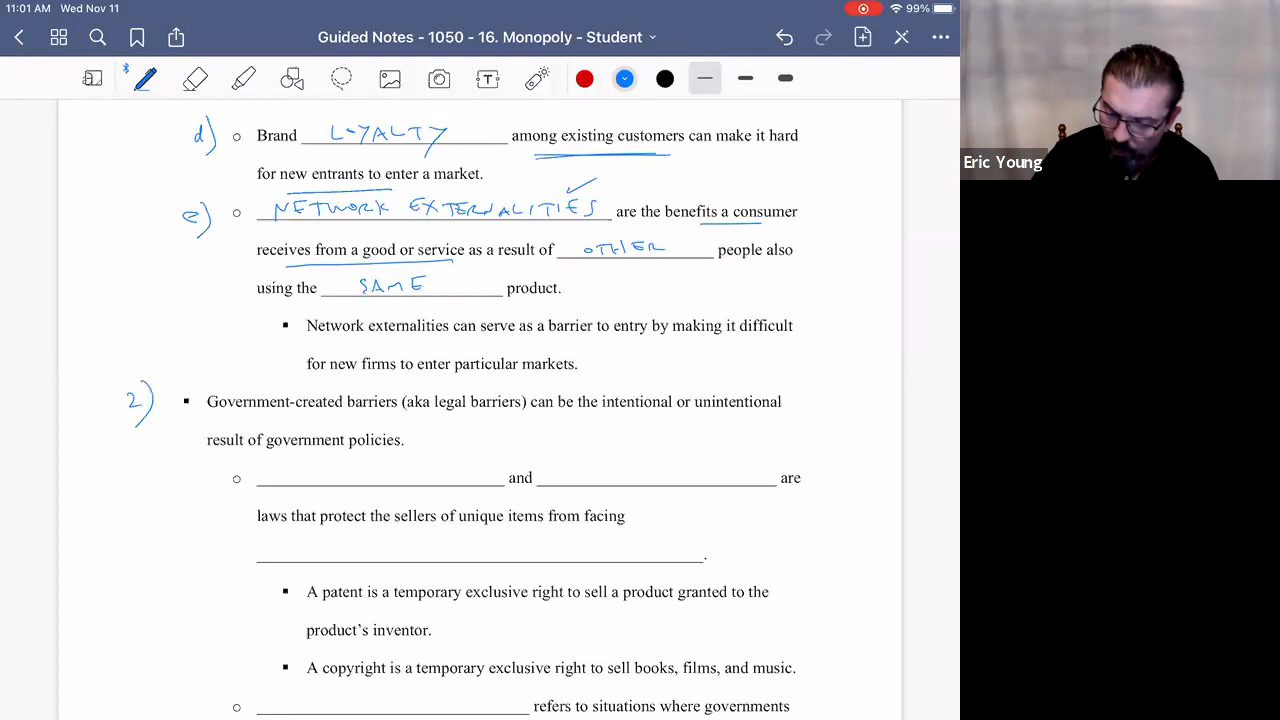 11:01 AM Wed Nov 11 99%
Guided Notes - 1050 - 16. Monopoly - Student
T
Eric Young
d) Brand LOYALTY among existing customers can make it hard
for new entrants to enter a market.
e) NETWORK EXTERNALITIES are the benefits a consumer
receives from a good or service as a result of OTHER people also
using the SAME product.
Network externalities can serve as a barrier to entry by making it difficult
for new firms to enter particular markets.
2) Government-created barriers (aka legal barriers) can be the intentional or unintentional
result of government policies.
and are
laws that protect the sellers of unique items from facing
.
A patent is a temporary exclusive right to sell a product granted to the
product’s inventor.
A copyright is a temporary exclusive right to sell books, films, and music.
refers to situations where governments